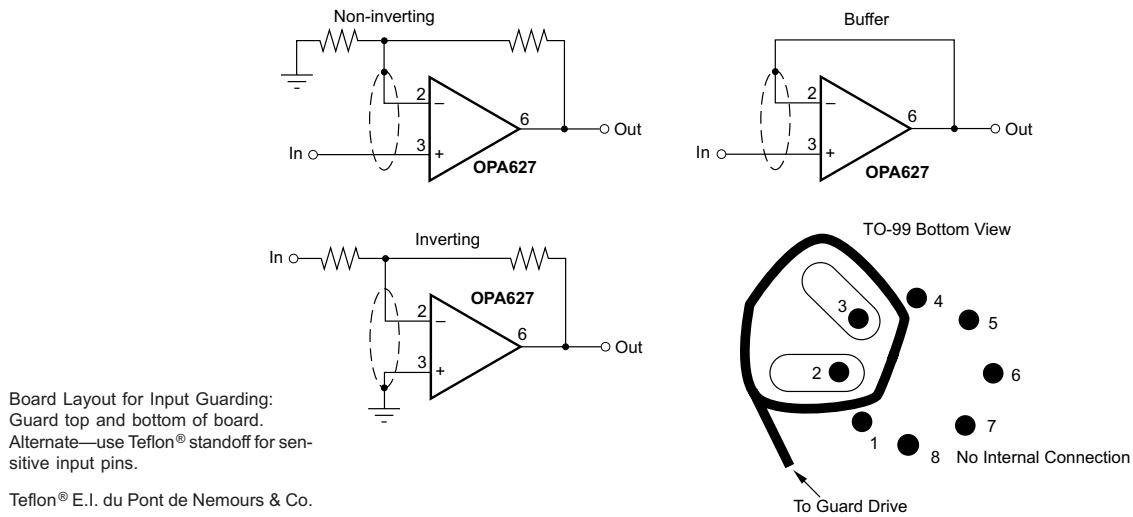 Non-inverting
2
–
6
Out
3
+
In
OPA627
Buffer
2
–
6
Out
3
+
In
OPA627
Inverting
In
OPA627
2
–
6
Out
3
+
TO-99 Bottom View
3
4
5
2
6
7
1
8 No Internal Connection
To Guard Drive
Board Layout for Input Guarding:
Guard top and bottom of board.
Alternate—use Teflon® standoff for sen-
sitive input pins.
Teflon® E.I. du Pont de Nemours & Co.